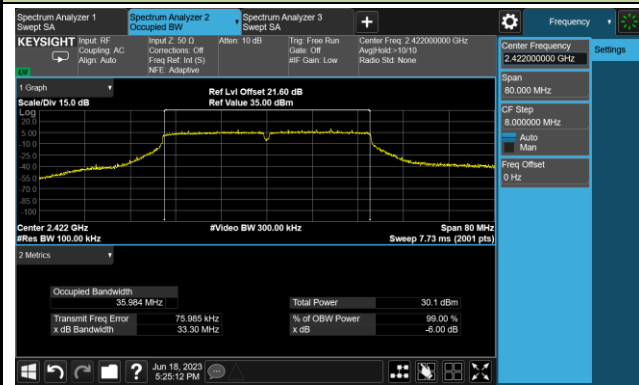 Spectrum Analyzer 1
Swept SA
Spectrum Analyzer 2
Occupied BW
Spectrum Analyzer 3
Swept SA
+
Frequency
KEYSIGHT
Input: RF
Coupling: AC
Align: Auto
Input Z: 50 Ω
Corrections: Off
Freq Ref: Int (S)
NFE: Adaptive
Atten: 10 dB
Trig: Free Run
Gate: Off
#IF Gain: Low
Center Freq: 2.422000000 GHz
Avg|Hold:>10/10
Radio Std: None
Center Frequency
2.422000000 GHz
Settings
Span
80.000 MHz
CF Step
8.000000 MHz
Auto
Man
Freq Offset
0 Hz
1 Graph
Scale/Div 15.0 dB
Ref Lvl Offset 21.60 dB
Ref Value 35.00 dBm
Log
20.0
5.00
-10.0
-25.0
-40.0
-55.0
-70.0
-85.0
-100
Center 2.422 GHz
#Res BW 100.00 kHz
#Video BW 300.00 kHz
Span 80 MHz
Sweep 7.73 ms (2001 pts)
2 Metrics
Occupied Bandwidth
35.984 MHz
Transmit Freq Error 75.985 kHz
x dB Bandwidth 33.30 MHz
Total Power 30.1 dBm
% of OBW Power 99.00 %
x dB -6.00 dB
?
Jun 18, 2023
5:25:12 PM